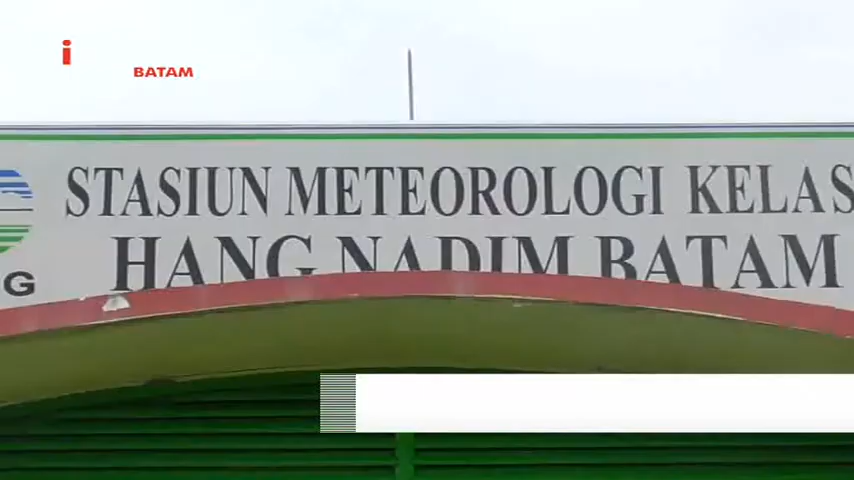 i
BATAM
STASIUN METEOROLOGI KELAS
HANG NADIM BATAM
G